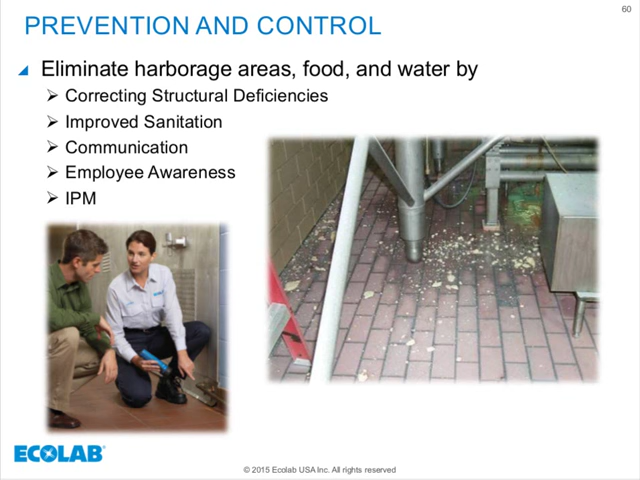 60
PREVENTION AND CONTROL
Eliminate harborage areas, food, and water by
Correcting Structural Deficiencies
Improved Sanitation
Communication
Employee Awareness
IPM
ECOLAB®
© 2015 Ecolab USA Inc. All rights reserved